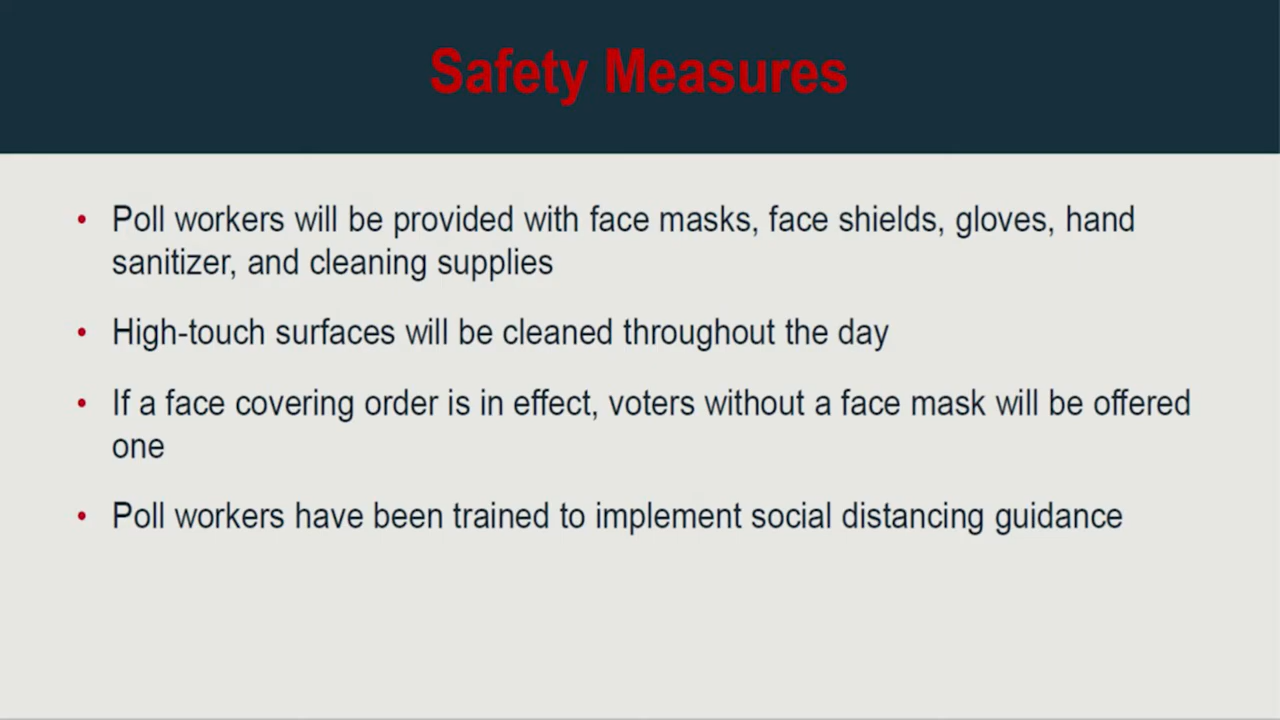 Safety Measures
• Poll workers will be provided with face masks, face shields, gloves, hand
sanitizer, and cleaning supplies
• High-touch surfaces will be cleaned throughout the day
• If a face covering order is in effect, voters without a face mask will be offered
one
• Poll workers have been trained to implement social distancing guidance